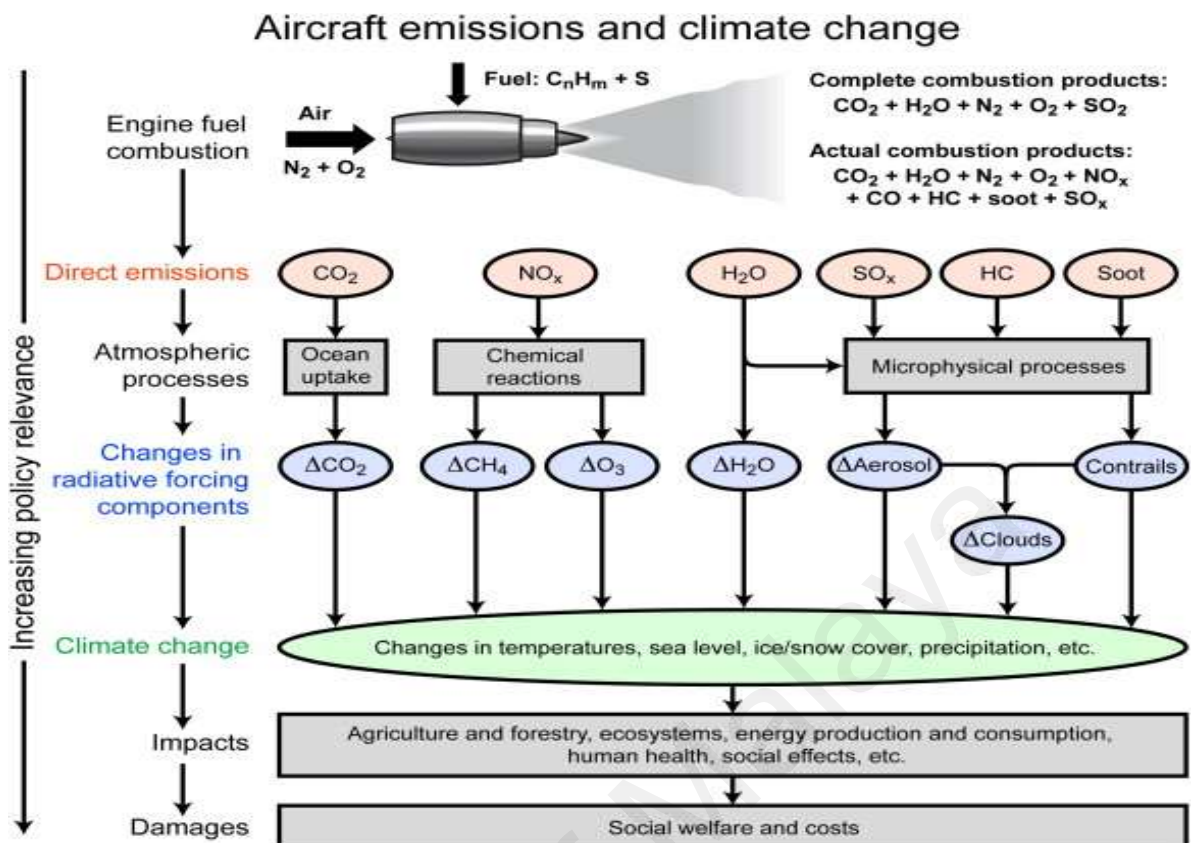 Aircraft emissions and climate change
Increasing policy relevance
Engine fuel
combustion
Air
N₂ + O₂
Fuel: CₙHₘ + S
Complete combustion products:
CO₂ + H₂O + N₂ + O₂ + SO₂
Actual combustion products:
CO₂ + H₂O + N₂ + O₂ + NOₓ
+ CO + HC + soot + SOₓ
Direct emissions
CO₂
NOₓ
H₂O
SOₓ
HC
Soot
Atmospheric
processes
Ocean
uptake
Chemical
reactions
Microphysical processes
Changes in
radiative forcing
components
ΔCO₂
ΔCH₄
ΔO₃
ΔH₂O
ΔAerosol
Contrails
ΔClouds
Climate change
Changes in temperatures, sea level, ice/snow cover, precipitation, etc.
Impacts
Agriculture and forestry, ecosystems, energy production and consumption,
human health, social effects, etc.
Damages
Social welfare and costs
Malaya